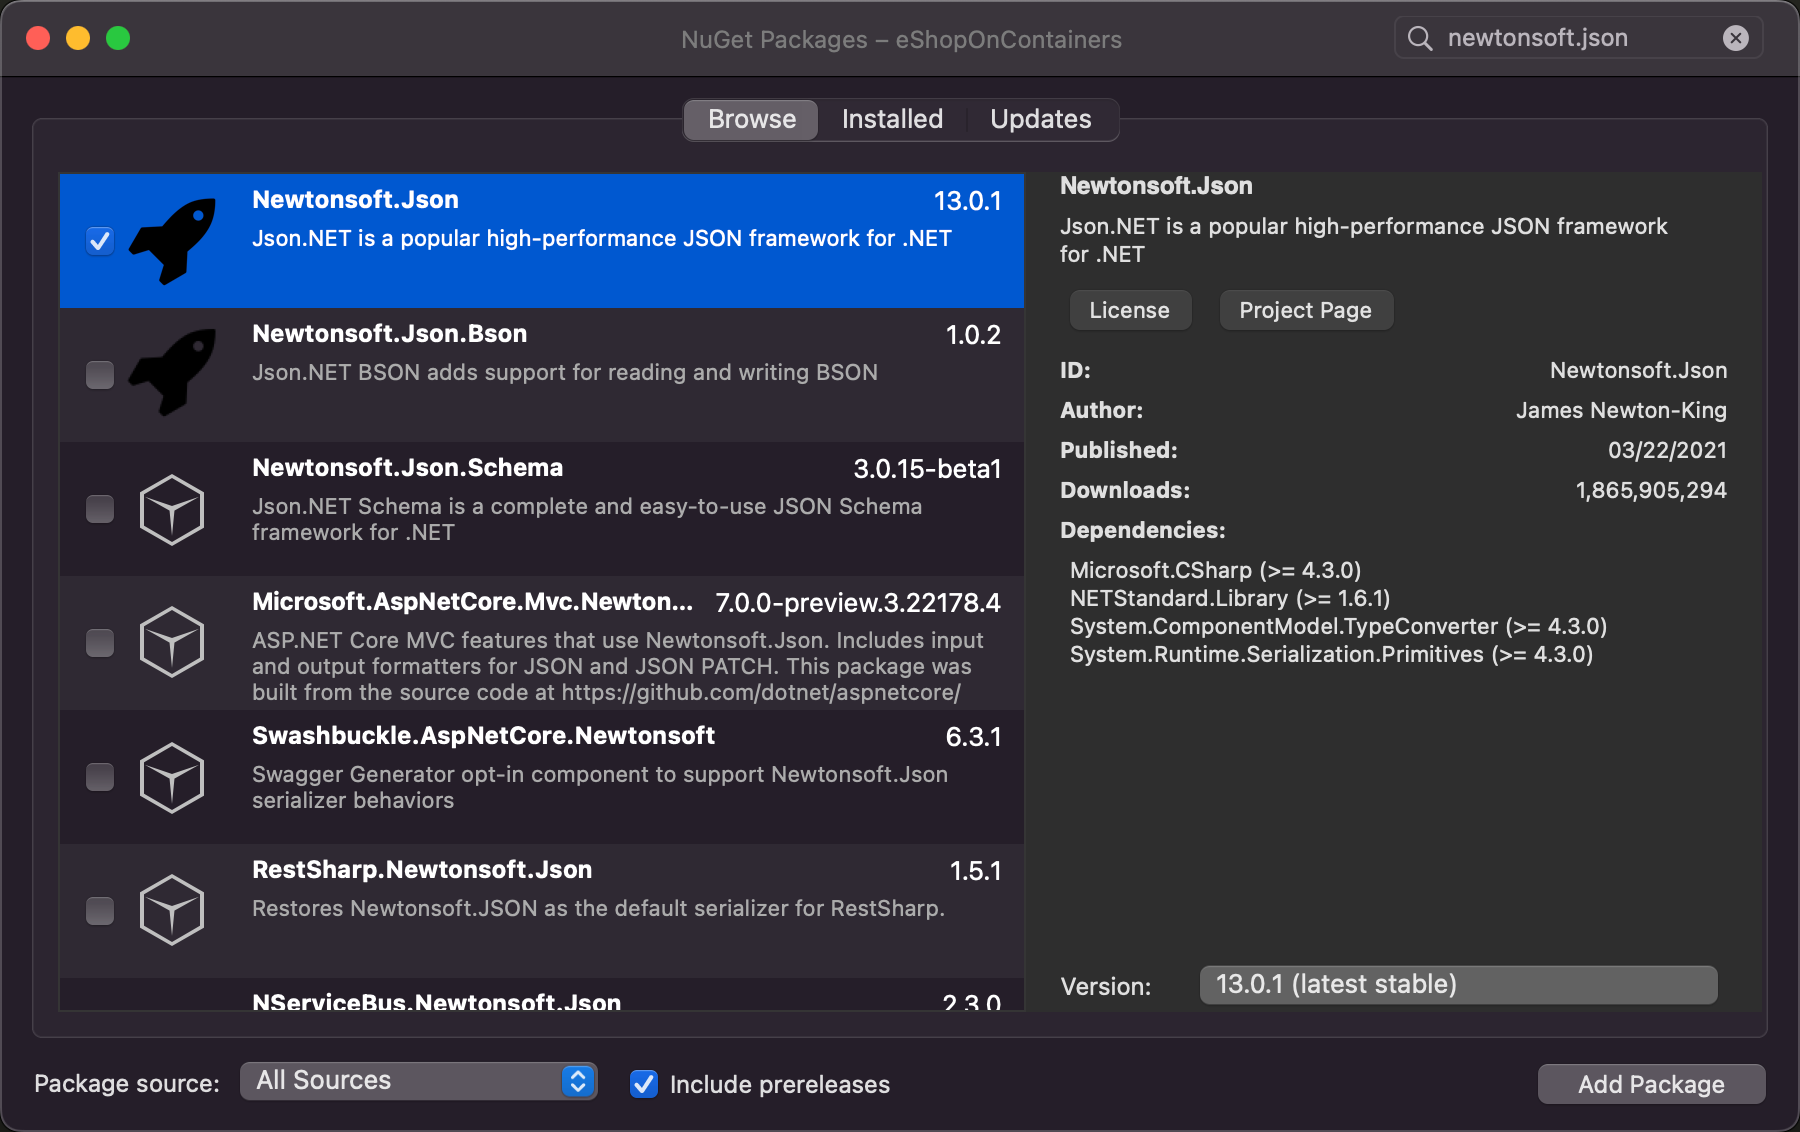 NuGet Packages – eShopOnContainers
newtonsoft.json
Browse
Installed
Updates
Newtonsoft.Json
13.0.1
Json.NET is a popular high-performance JSON framework for .NET
Newtonsoft.Json.Bson
1.0.2
Json.NET BSON adds support for reading and writing BSON
Newtonsoft.Json.Schema
3.0.15-beta1
Json.NET Schema is a complete and easy-to-use JSON Schema
framework for .NET
Microsoft.AspNetCore.Mvc.Newton...
7.0.0-preview.3.22178.4
ASP.NET Core MVC features that use Newtonsoft.Json. Includes input
and output formatters for JSON and JSON PATCH. This package was
built from the source code at https://github.com/dotnet/aspnetcore/
Swashbuckle.AspNetCore.Newtonsoft
6.3.1
Swagger Generator opt-in component to support Newtonsoft.Json
serializer behaviors
RestSharp.Newtonsoft.Json
1.5.1
Restores Newtonsoft.JSON as the default serializer for RestSharp.
NServiceBus.Newtonsoft.Json
2.3.0
Newtonsoft.Json
Json.NET is a popular high-performance JSON framework
for .NET
License
Project Page
ID:
Newtonsoft.Json
Author:
James Newton-King
Published:
03/22/2021
Downloads:
1,865,905,294
Dependencies:
Microsoft.CSharp (>= 4.3.0)
NETStandard.Library (>= 1.6.1)
System.ComponentModel.TypeConverter (>= 4.3.0)
System.Runtime.Serialization.Primitives (>= 4.3.0)
Version:
13.0.1 (latest stable)
Package source:
All Sources
Include prereleases
Add Package